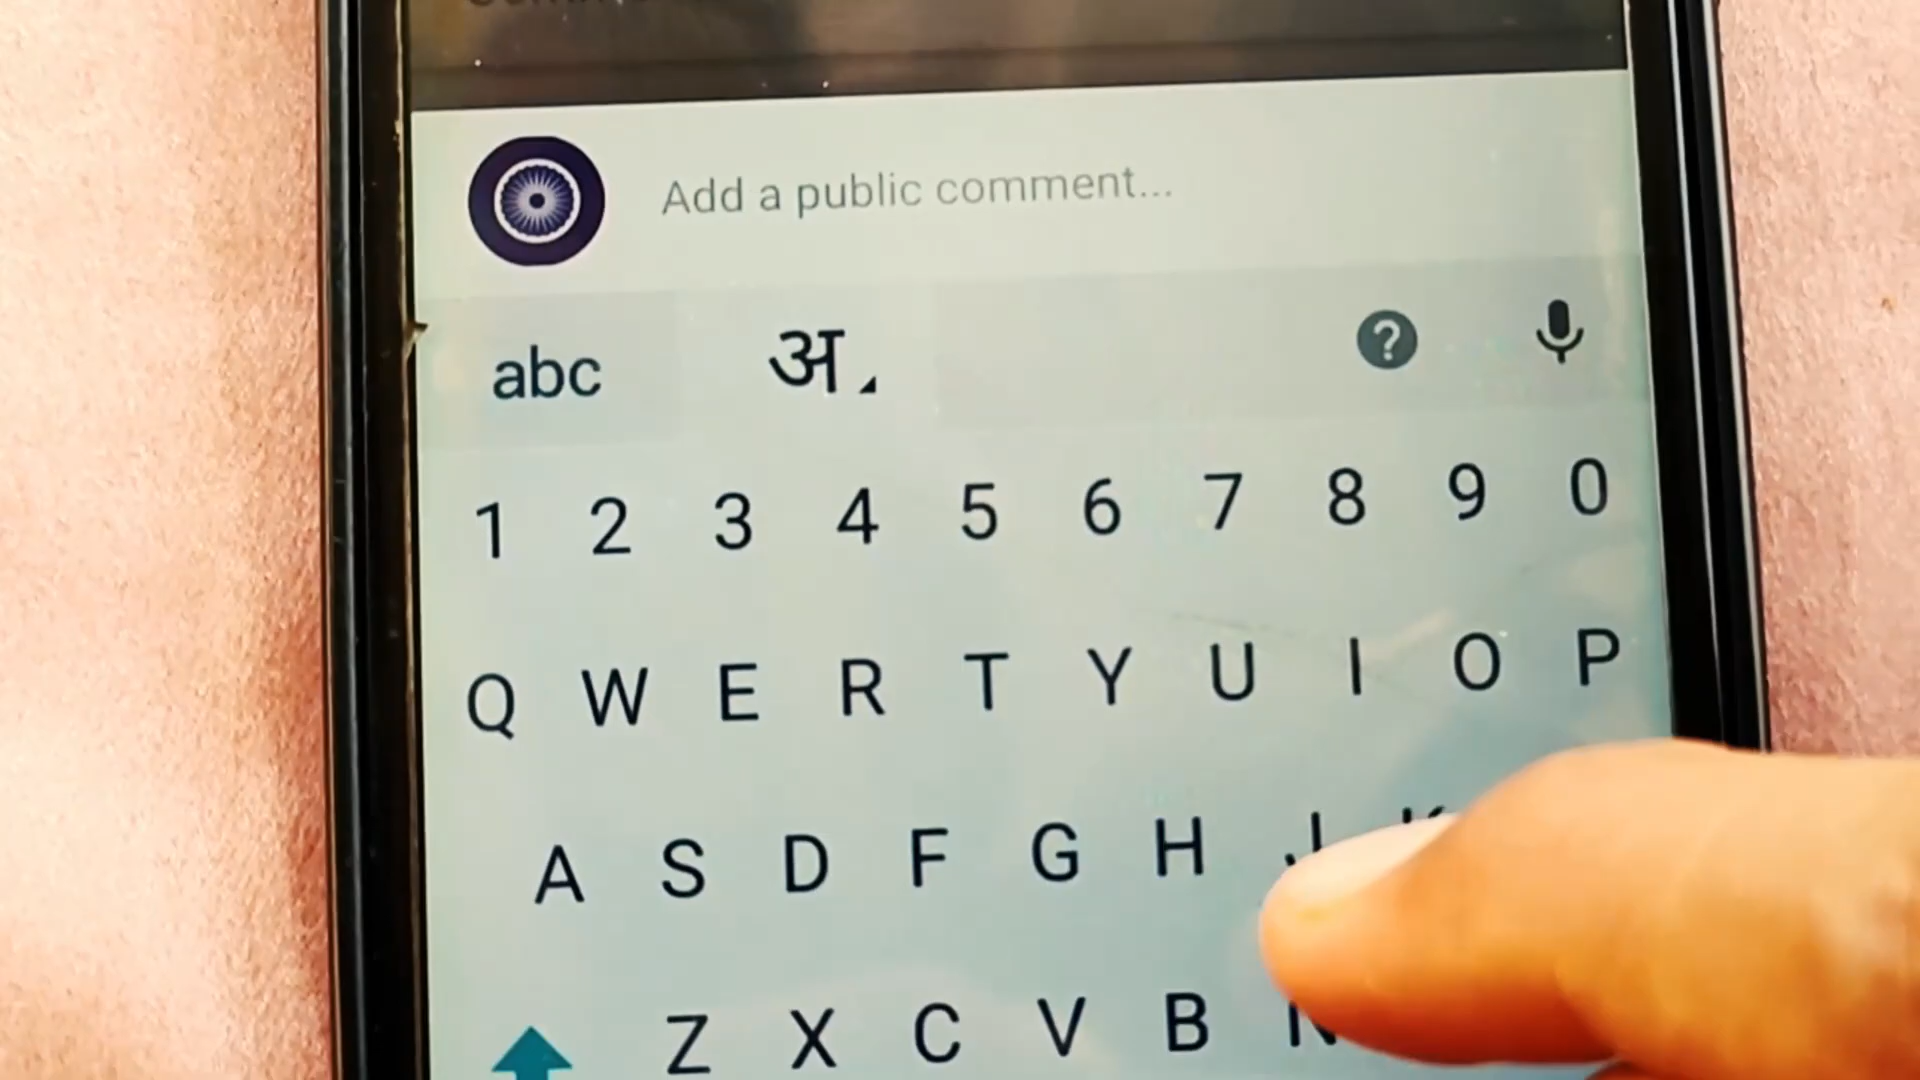 Add a public comment...
abc अ
1 2 3 4 5 6 7 8 9 0
Q W E R T Y U I O P
A S D F G H J K
Z X C V B N